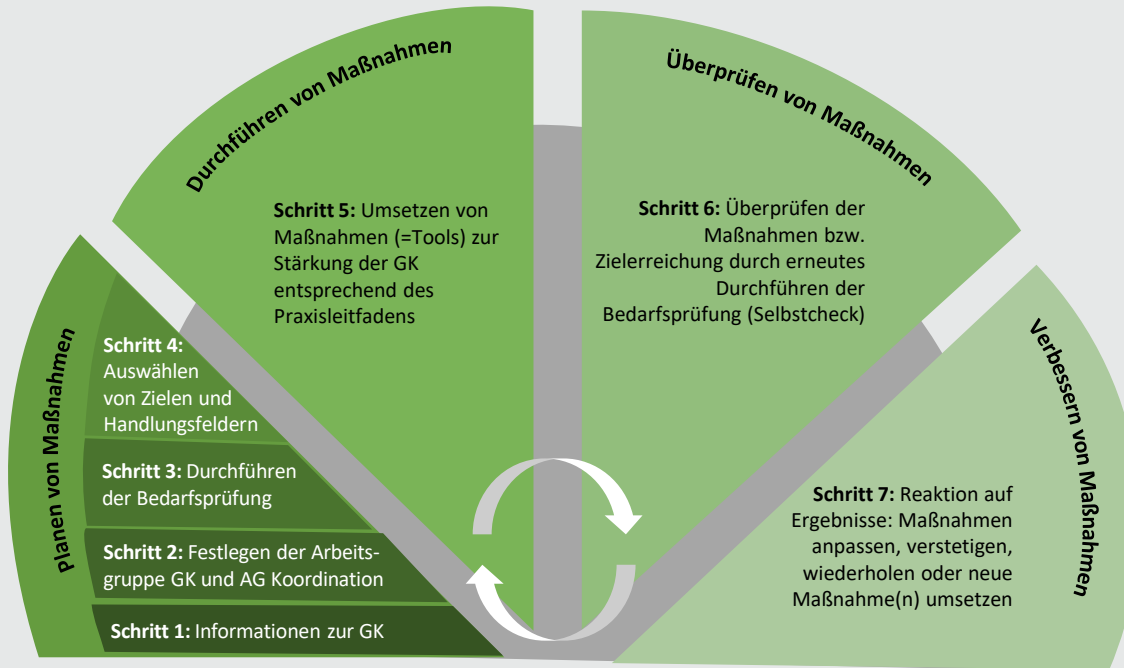 Planen von Maßnahmen
Schritt 1: Informationen zur GK
Schritt 2: Festlegen der Arbeits-
gruppe GK und AG Koordination
Schritt 3: Durchführen
der Bedarfsprüfung
Schritt 4:
Auswählen
von Zielen und
Handlungsfeldern
Durchführen von Maßnahmen
Schritt 5: Umsetzen von
Maßnahmen (=Tools) zur
Stärkung der GK
entsprechend des
Praxisleitfadens
Überprüfen von Maßnahmen
Schritt 6: Überprüfen der
Maßnahmen bzw.
Zielerreichung durch erneutes
Durchführen der
Bedarfsprüfung (Selbstcheck)
Verbessern von Maßnahmen
Schritt 7: Reaktion auf
Ergebnisse: Maßnahmen
anpassen, verstetigen,
wiederholen oder neue
Maßnahme(n) umsetzen